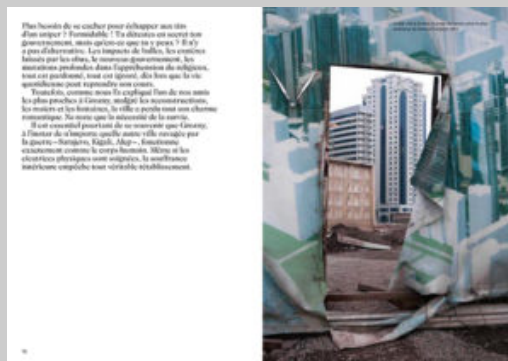 Plus besoin de se cacher pour échapper aux tirs
d'un sniper ? Formidable ! Tu détestes en secret ton
gouvernement, mais qu'est-ce que tu y peux ? Il n'y
a pas d'alternative. Les impacts de balles, les cratères
laissés par les obus, le nouveau gouvernement, les
mutations profondes dans l'appréhension du religieux,
tout est pardonné, tout est ignoré, dès lors que la vie
quotidienne peut reprendre son cours.
Toutefois, comme nous l'a expliqué l'un de nos amis
les plus proches à Grozny, malgré les reconstructions,
les rosiers et les fontaines, la ville a perdu tout son charme
romantique. Ne reste que la nécessité de la survie.
Il est essentiel pourtant de se souvenir que Grozny,
à l'instar de n'importe quelle autre ville ravagée par
la guerre – Sarajevo, Kigali, Alep –, fonctionne
exactement comme le corps humain. Même si les
cicatrices physiques sont soignées, la souffrance
intérieure empêche tout véritable rétablissement.